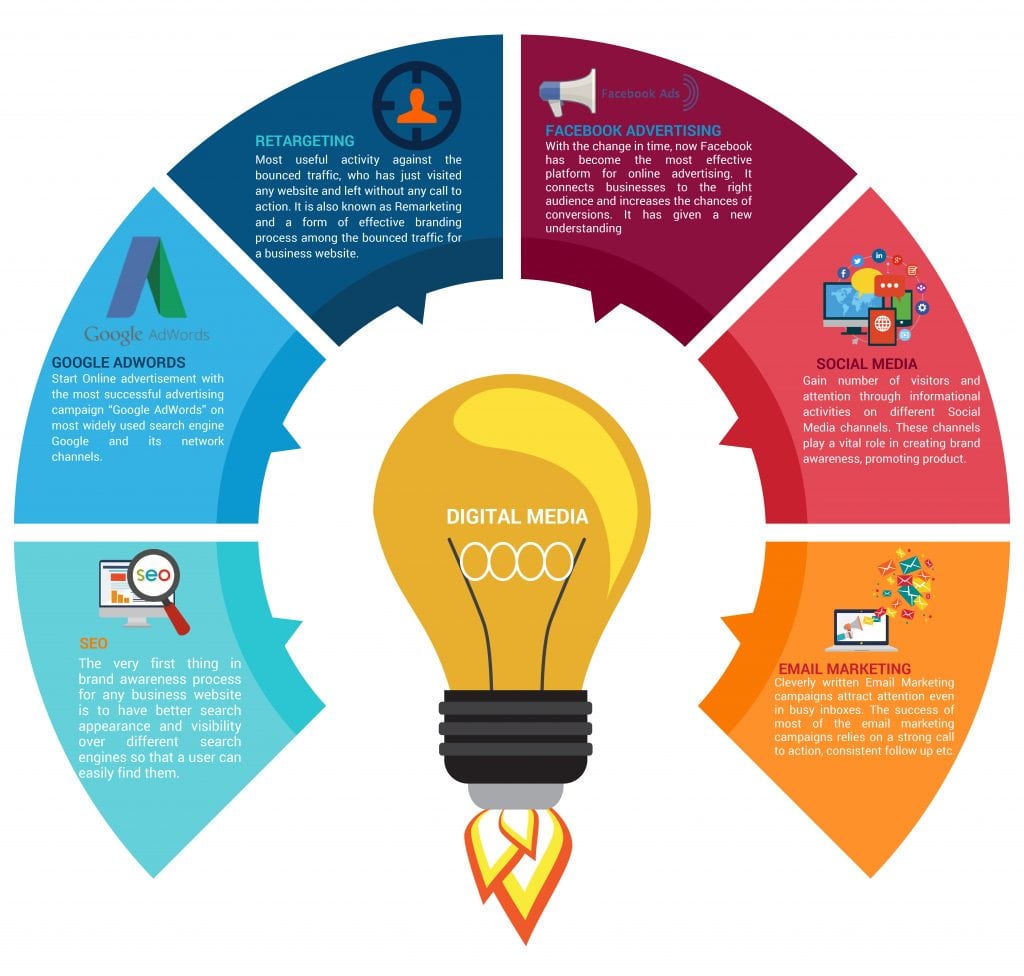 RETARGETING
Most useful activity against the
bounced traffic, who has just visited
any website and left without any call to
action. It is also known as Remarketing
and a form of effective branding
process among the bounced traffic for
a business website.
Facebook Ads
FACEBOOK ADVERTISING
With the change in time, now Facebook
has become the most effective
platform for online advertising. It
connects businesses to the right
audience and increases the chances of
conversions. It has given a new
understanding
Google AdWords
GOOGLE ADWORDS
Start Online advertisement with
the most successful advertising
campaign “Google AdWords” on
most widely used search engine
Google and its network
channels.
SOCIAL MEDIA
Gain number of visitors and
attention through informational
activities on different Social
Media channels. These channels
play a vital role in creating brand
awareness, promoting product.
DIGITAL MEDIA
seo
SEO
The very first thing in
brand awareness process
for any business website
is to have better search
appearance and visibility
over different search
engines so that a user can
easily find them.
EMAIL MARKETING
Cleverly written Email Marketing
campaigns attract attention even
in busy inboxes. The success of
most of the email marketing
campaigns relies on a strong call
to action, consistent follow up etc.